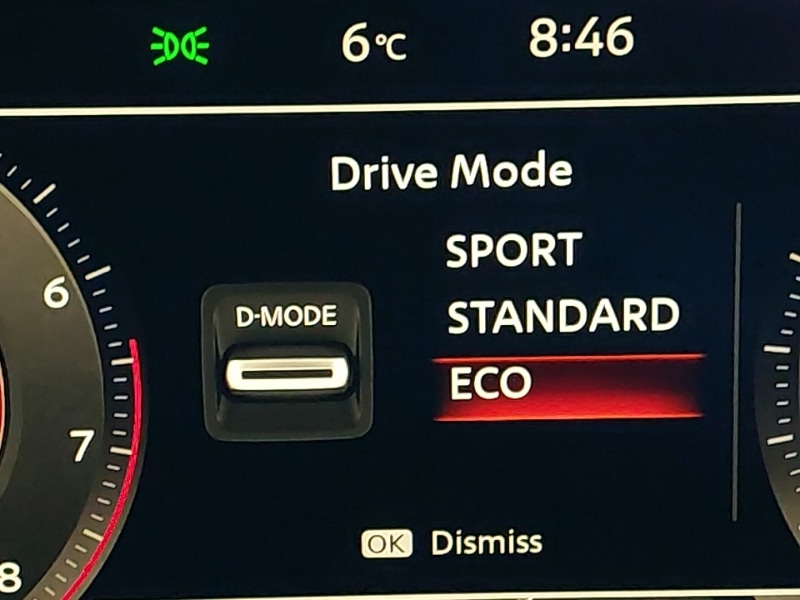 6°C 8:46
Drive Mode
SPORT
D-MODE
STANDARD
ECO
6
7
8
OK Dismiss